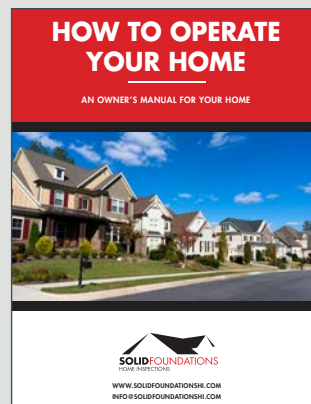 HOW TO OPERATE
YOUR HOME
AN OWNER'S MANUAL FOR YOUR HOME
SOLIDFOUNDATIONS
HOME INSPECTIONS
WWW.SOLIDFOUNDATIONSHI.COM
INFO@SOLIDFOUNDATIONSHI.COM